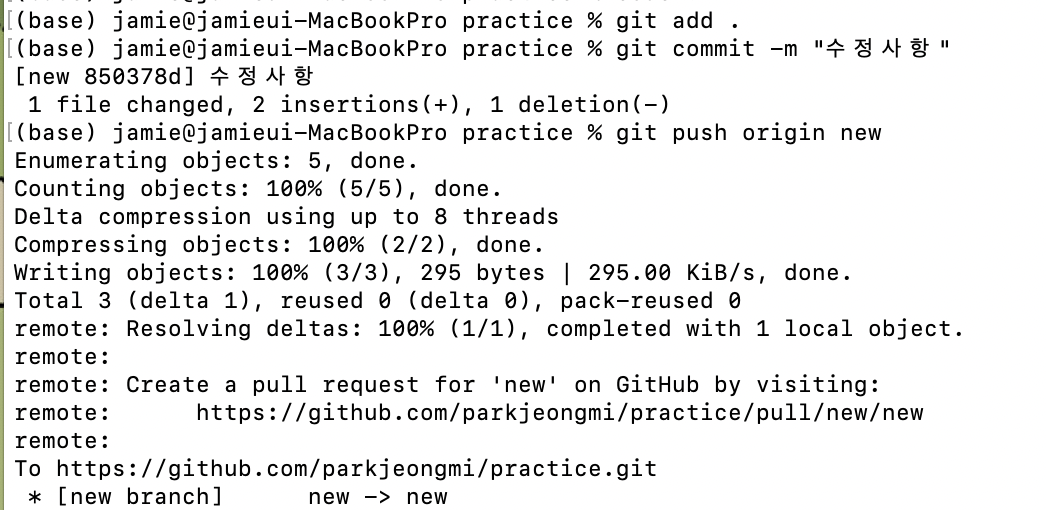 (base) jamie@jamieui-MacBookPro practice % git add .
(base) jamie@jamieui-MacBookPro practice % git commit -m "수정사항"
[new 850378d] 수정사항
 1 file changed, 2 insertions(+), 1 deletion(-)
(base) jamie@jamieui-MacBookPro practice % git push origin new
Enumerating objects: 5, done.
Counting objects: 100% (5/5), done.
Delta compression using up to 8 threads
Compressing objects: 100% (2/2), done.
Writing objects: 100% (3/3), 295 bytes | 295.00 KiB/s, done.
Total 3 (delta 1), reused 0 (delta 0), pack-reused 0
remote: Resolving deltas: 100% (1/1), completed with 1 local object.
remote:
remote: Create a pull request for 'new' on GitHub by visiting:
remote:      https://github.com/parkjeongmi/practice/pull/new/new
remote:
To https://github.com/parkjeongmi/practice.git
 * [new branch]      new -> new